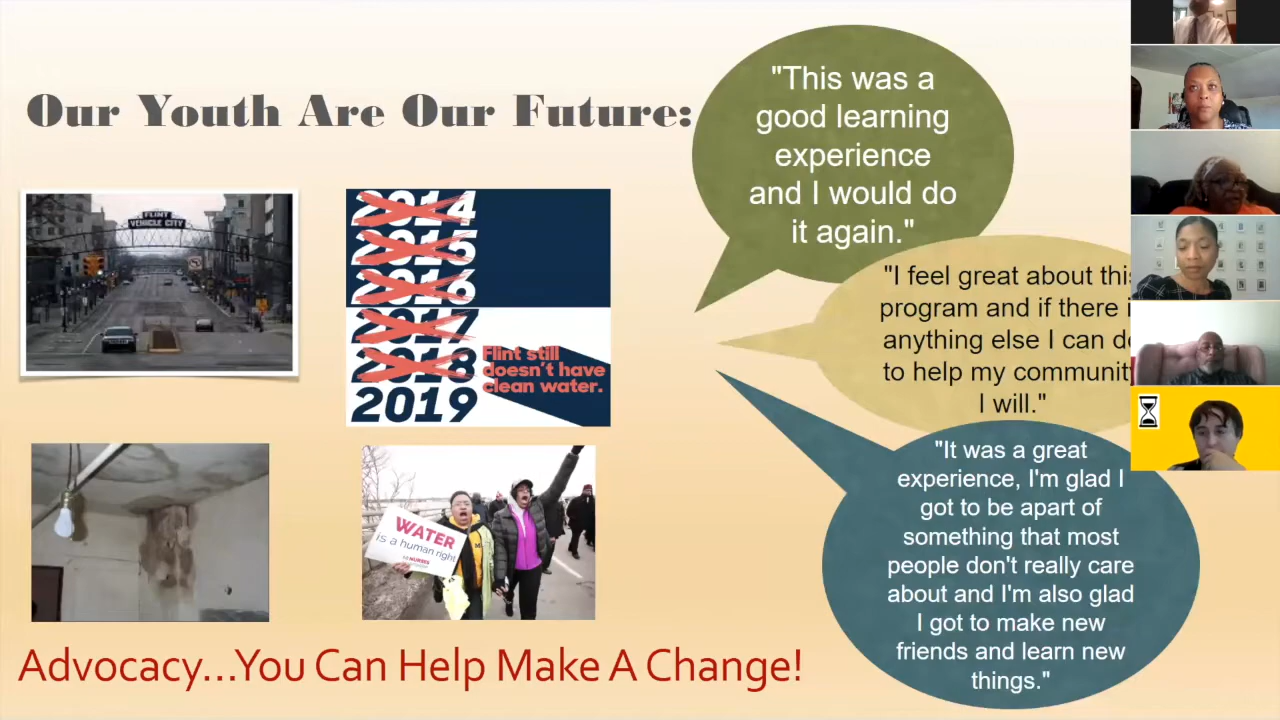 Our Youth Are Our Future:
FLINT
VEHICLE CITY
2014
2015
2016
2017
2018
2019
Flint still
doesn't have
clean water.
WATER
is a human right
NURSES
Advocacy...You Can Help Make A Change!
"This was a
good learning
experience
and I would do
it again."
"I feel great about this
program and if there
anything else I can
to help my community
I will."
"It was a great
experience, I'm glad I
got to be apart of
something that most
people don't really care
about and I'm also glad
I got to make new
friends and learn new
things."